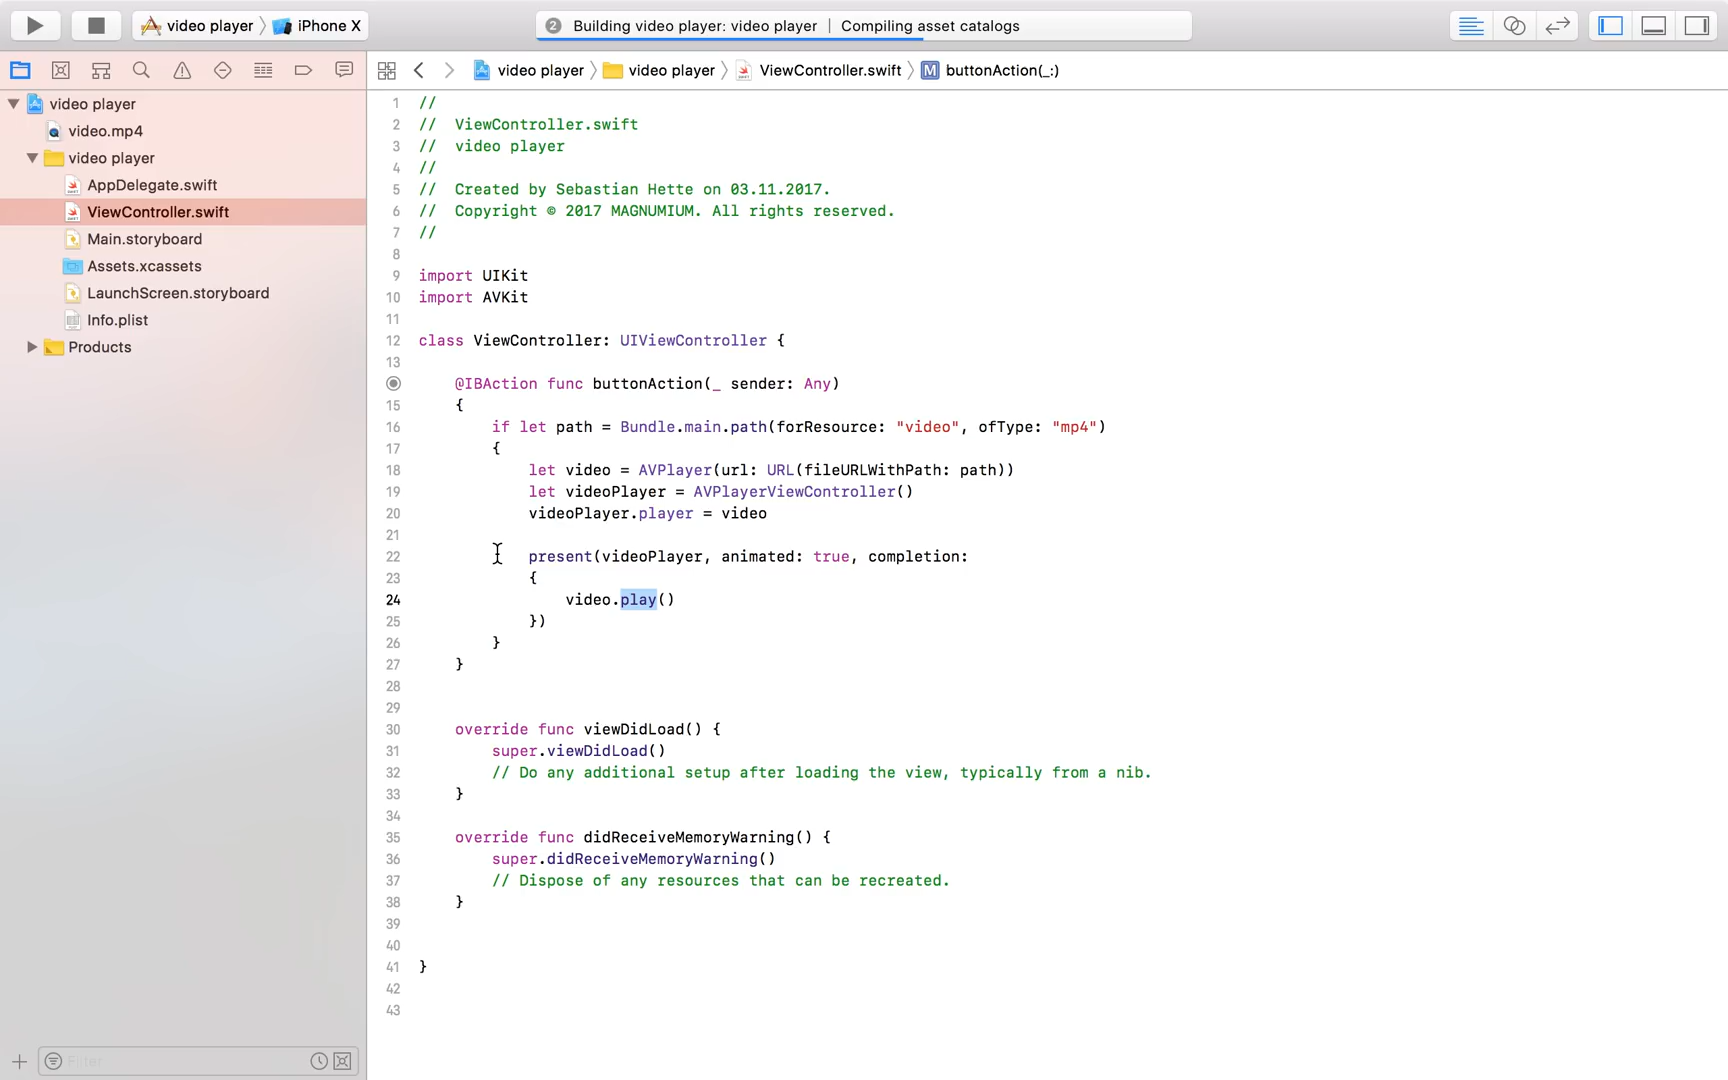 video player
iPhone X
2
Building video player: video player | Compiling asset catalogs
video player
video.mp4
video player
AppDelegate.swift
ViewController.swift
Main.storyboard
Assets.xcassets
LaunchScreen.storyboard
Info.plist
Products
Filter
video player
video player
ViewController.swift
M buttonAction(_:)
1 //
2 //  ViewController.swift
3 //  video player
4 //
5 //  Created by Sebastian Hette on 03.11.2017.
6 //  Copyright © 2017 MAGNUMIUM. All rights reserved.
7 //
8
9 import UIKit
10 import AVKit
11
12 class ViewController: UIViewController {
13
    @IBAction func buttonAction(_ sender: Any)
15     {
16         if let path = Bundle.main.path(forResource: "video", ofType: "mp4")
17         {
18             let video = AVPlayer(url: URL(fileURLWithPath: path))
19             let videoPlayer = AVPlayerViewController()
20             videoPlayer.player = video
21
22             present(videoPlayer, animated: true, completion:
23             {
24                 video.play()
25             })
26         }
27     }
28
29
30     override func viewDidLoad() {
31         super.viewDidLoad()
32         // Do any additional setup after loading the view, typically from a nib.
33     }
34
35     override func didReceiveMemoryWarning() {
36         super.didReceiveMemoryWarning()
37         // Dispose of any resources that can be recreated.
38     }
39
40
41 }
42
43